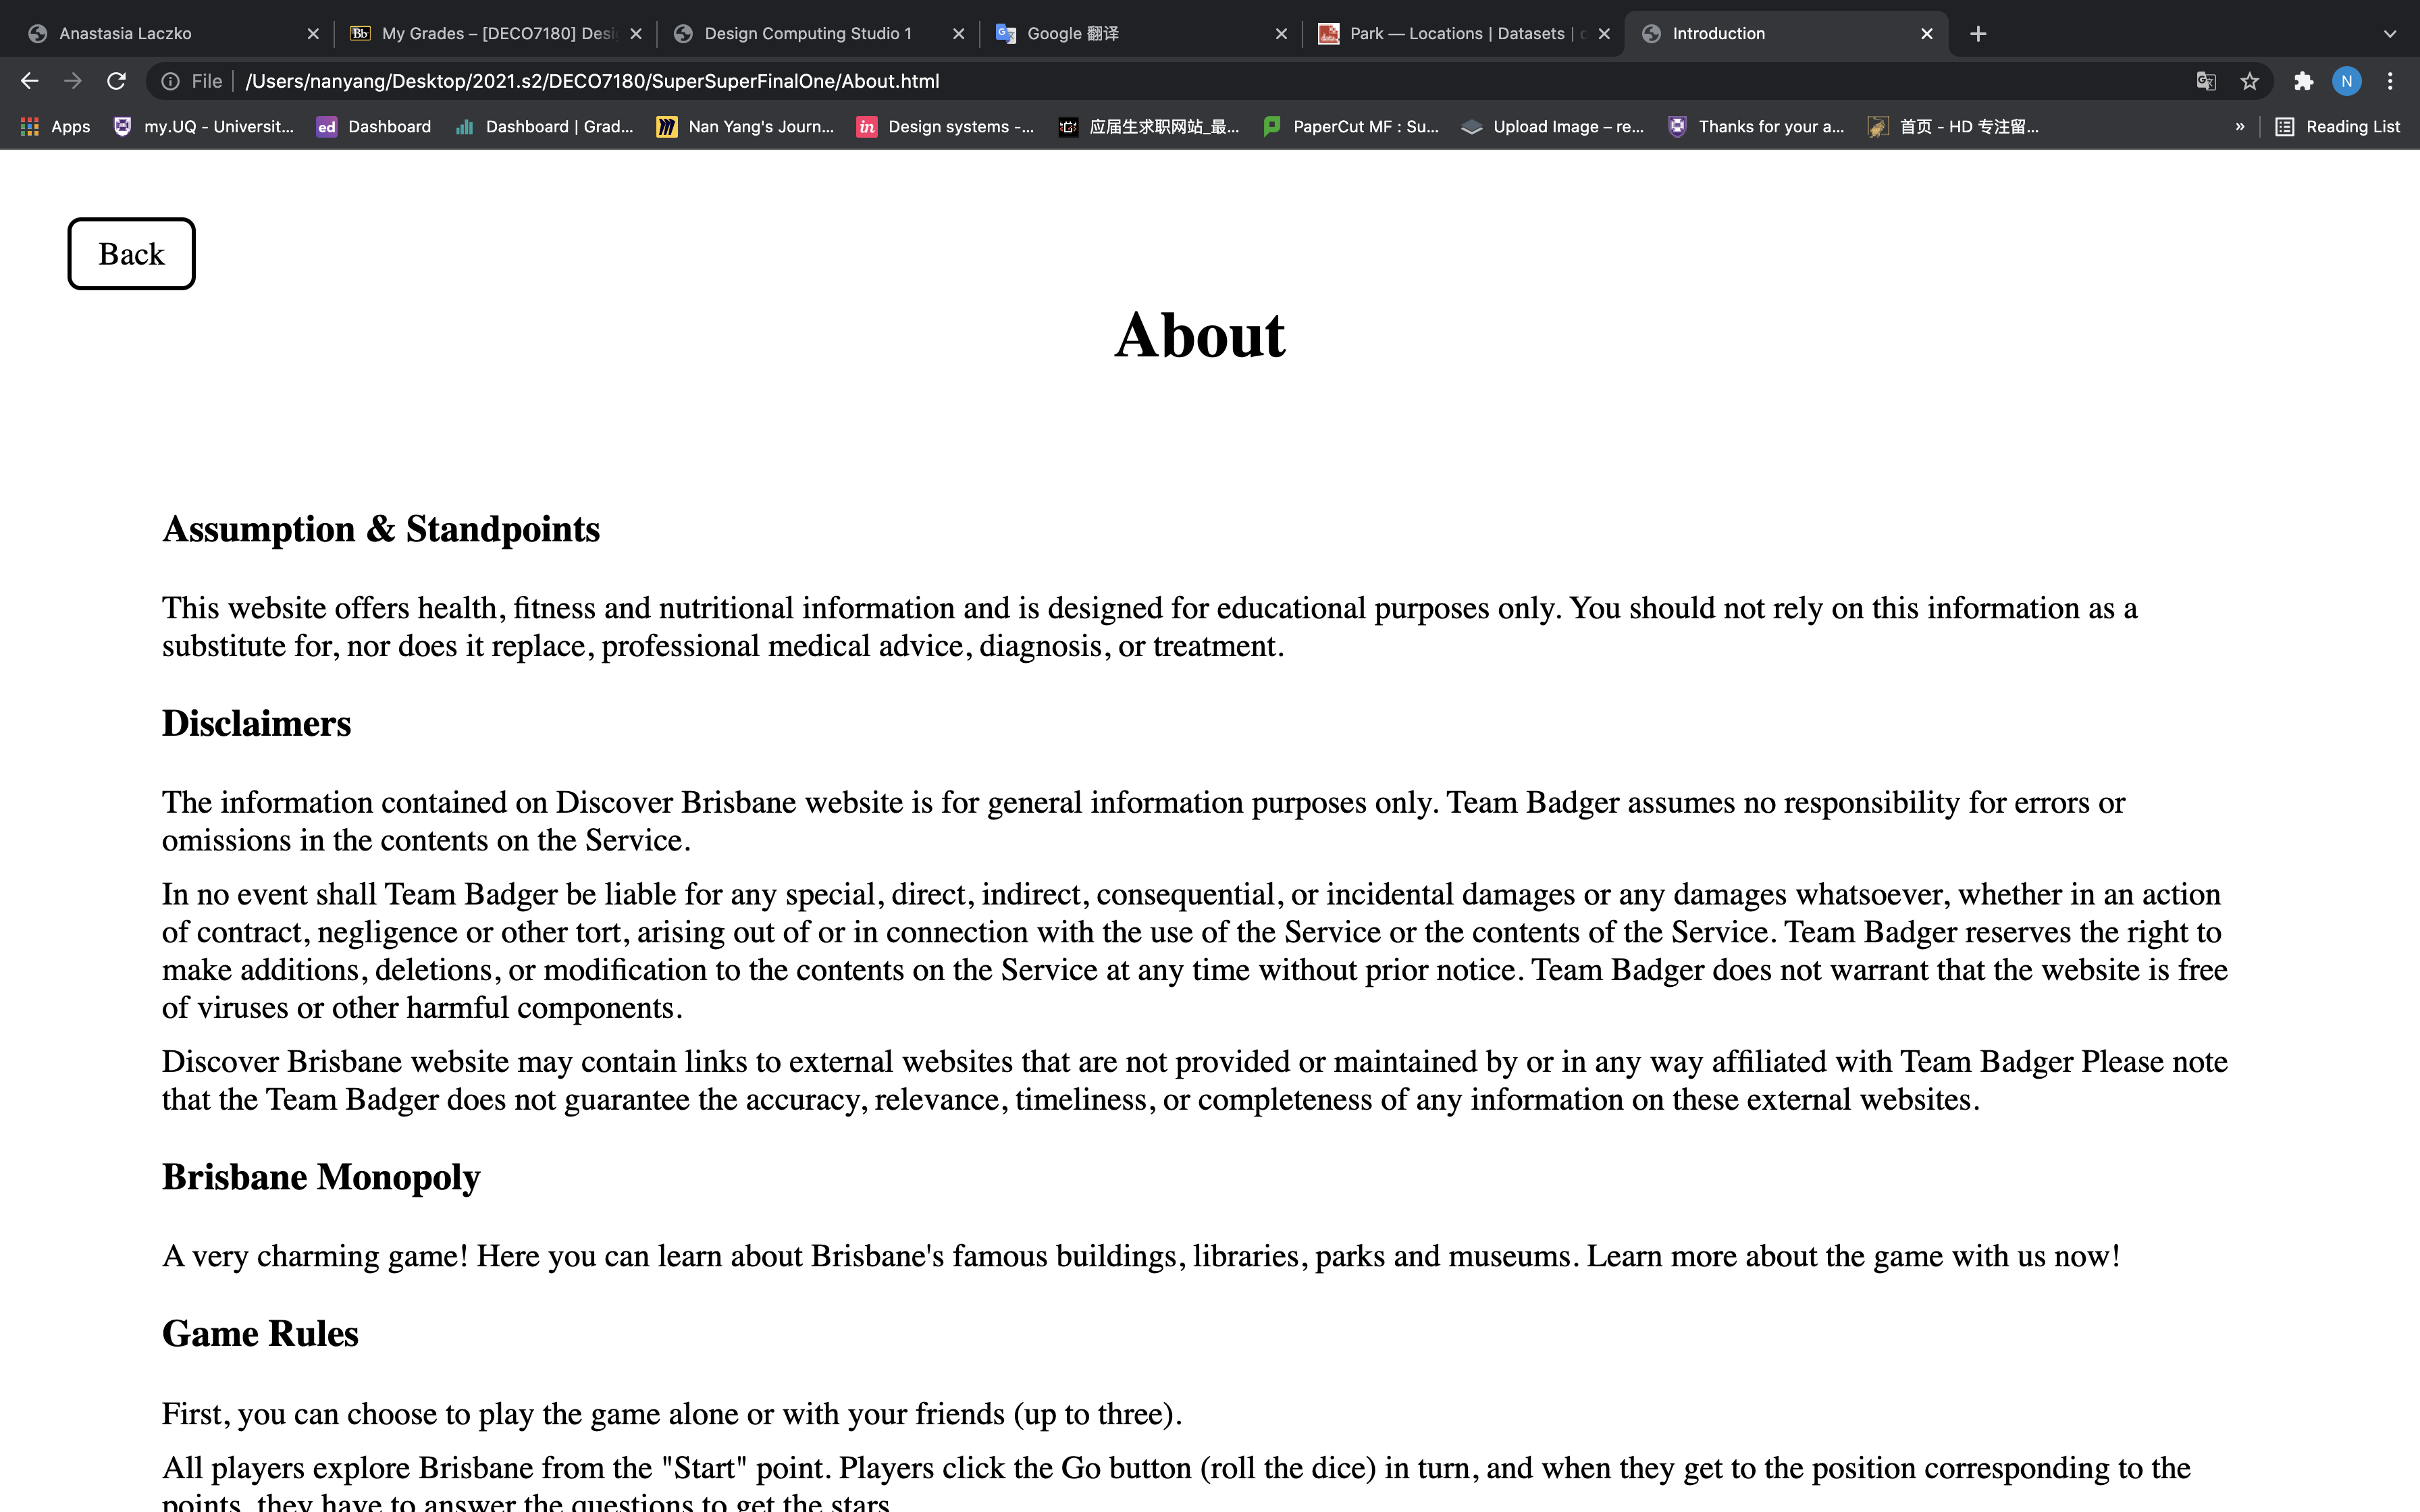 Anastasia Laczko
My Grades – [DECO7180] Desi
Design Computing Studio 1
Google 翻译
Park — Locations | Datasets |
Introduction
File
/Users/nanyang/Desktop/2021.s2/DECO7180/SuperSuperFinalOne/About.html
N
Apps
my.UQ - Universit...
ed Dashboard
Dashboard | Grad...
Nan Yang's Journ...
in Design systems -...
应届生求职网站_最...
PaperCut MF : Su...
Upload Image – re...
Thanks for your a...
首页 - HD 专注留...
»
Reading List
Back
About
Assumption & Standpoints
This website offers health, fitness and nutritional information and is designed for educational purposes only. You should not rely on this information as a
substitute for, nor does it replace, professional medical advice, diagnosis, or treatment.
Disclaimers
The information contained on Discover Brisbane website is for general information purposes only. Team Badger assumes no responsibility for errors or
omissions in the contents on the Service.
In no event shall Team Badger be liable for any special, direct, indirect, consequential, or incidental damages or any damages whatsoever, whether in an action
of contract, negligence or other tort, arising out of or in connection with the use of the Service or the contents of the Service. Team Badger reserves the right to
make additions, deletions, or modification to the contents on the Service at any time without prior notice. Team Badger does not warrant that the website is free
of viruses or other harmful components.
Discover Brisbane website may contain links to external websites that are not provided or maintained by or in any way affiliated with Team Badger Please note
that the Team Badger does not guarantee the accuracy, relevance, timeliness, or completeness of any information on these external websites.
Brisbane Monopoly
A very charming game! Here you can learn about Brisbane's famous buildings, libraries, parks and museums. Learn more about the game with us now!
Game Rules
First, you can choose to play the game alone or with your friends (up to three).
All players explore Brisbane from the "Start" point. Players click the Go button (roll the dice) in turn, and when they get to the position corresponding to the
points, they have to answer the questions to get the stars